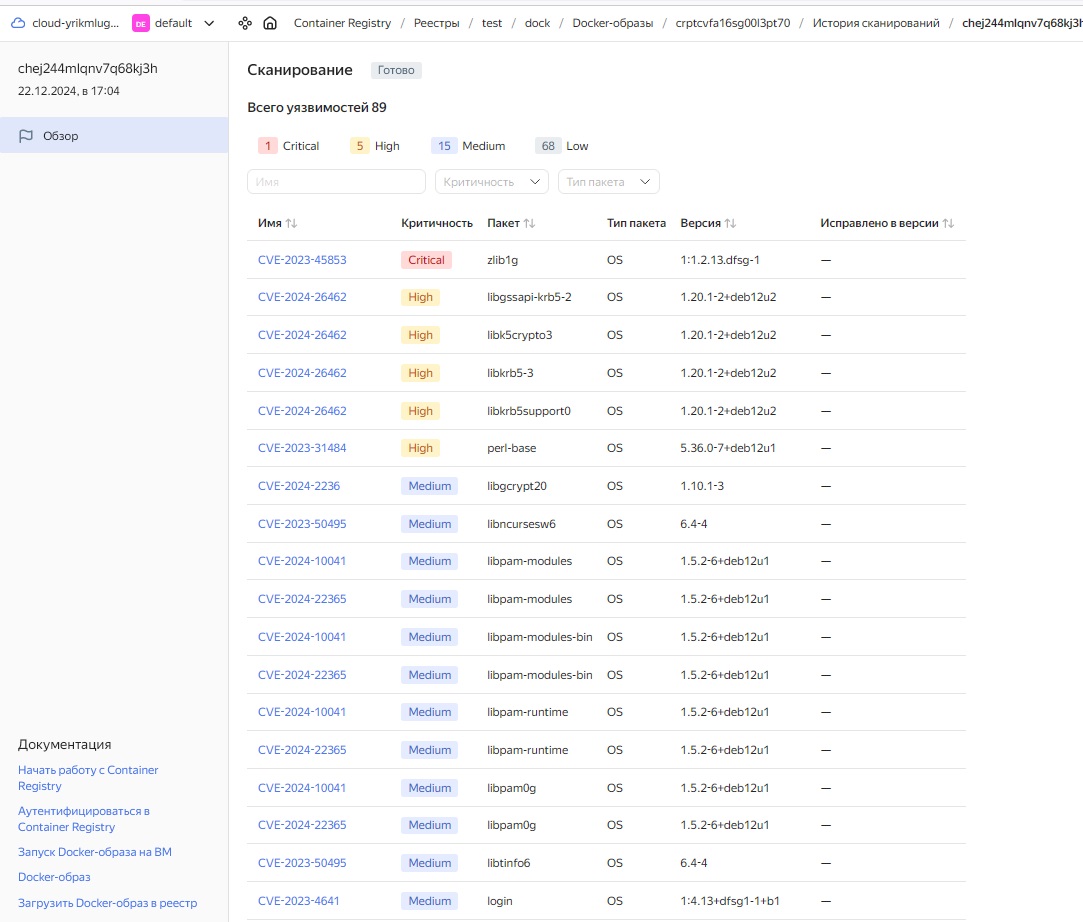 cloud-yrikmlug... DE default Container Registry / Реестры / test / dock / Docker-образы / crptcvfa16sg00l3pt70 / История сканирований / chej244mlqnv7q68kj3h
chej244mlqnv7q68kj3h
22.12.2024, в 17:04
Обзор
Сканирование Готово
Всего уязвимостей 89
1 Critical 5 High 15 Medium 68 Low
Имя Критичность Тип пакета
Имя Критичность Пакет Тип пакета Версия Исправлено в версии
CVE-2023-45853 Critical zlib1g OS 1:1.2.13.dfsg-1 —
CVE-2024-26462 High libgssapi-krb5-2 OS 1.20.1-2+deb12u2 —
CVE-2024-26462 High libk5crypto3 OS 1.20.1-2+deb12u2 —
CVE-2024-26462 High libkrb5-3 OS 1.20.1-2+deb12u2 —
CVE-2024-26462 High libkrb5support0 OS 1.20.1-2+deb12u2 —
CVE-2023-31484 High perl-base OS 5.36.0-7+deb12u1 —
CVE-2024-2236 Medium libgcrypt20 OS 1.10.1-3 —
CVE-2023-50495 Medium libncursesw6 OS 6.4-4 —
CVE-2024-10041 Medium libpam-modules OS 1.5.2-6+deb12u1 —
CVE-2024-22365 Medium libpam-modules OS 1.5.2-6+deb12u1 —
CVE-2024-10041 Medium libpam-modules-bin OS 1.5.2-6+deb12u1 —
CVE-2024-22365 Medium libpam-modules-bin OS 1.5.2-6+deb12u1 —
CVE-2024-10041 Medium libpam-runtime OS 1.5.2-6+deb12u1 —
CVE-2024-22365 Medium libpam-runtime OS 1.5.2-6+deb12u1 —
CVE-2024-10041 Medium libpam0g OS 1.5.2-6+deb12u1 —
CVE-2024-22365 Medium libpam0g OS 1.5.2-6+deb12u1 —
CVE-2023-50495 Medium libtinfo6 OS 6.4-4 —
CVE-2023-4641 Medium login OS 1:4.13+dfsg1-1+b1 —
Документация
Начать работу с Container
Registry
Аутентифицироваться в
Container Registry
Запуск Docker-образа на ВМ
Docker-образ
Загрузить Docker-образ в реестр